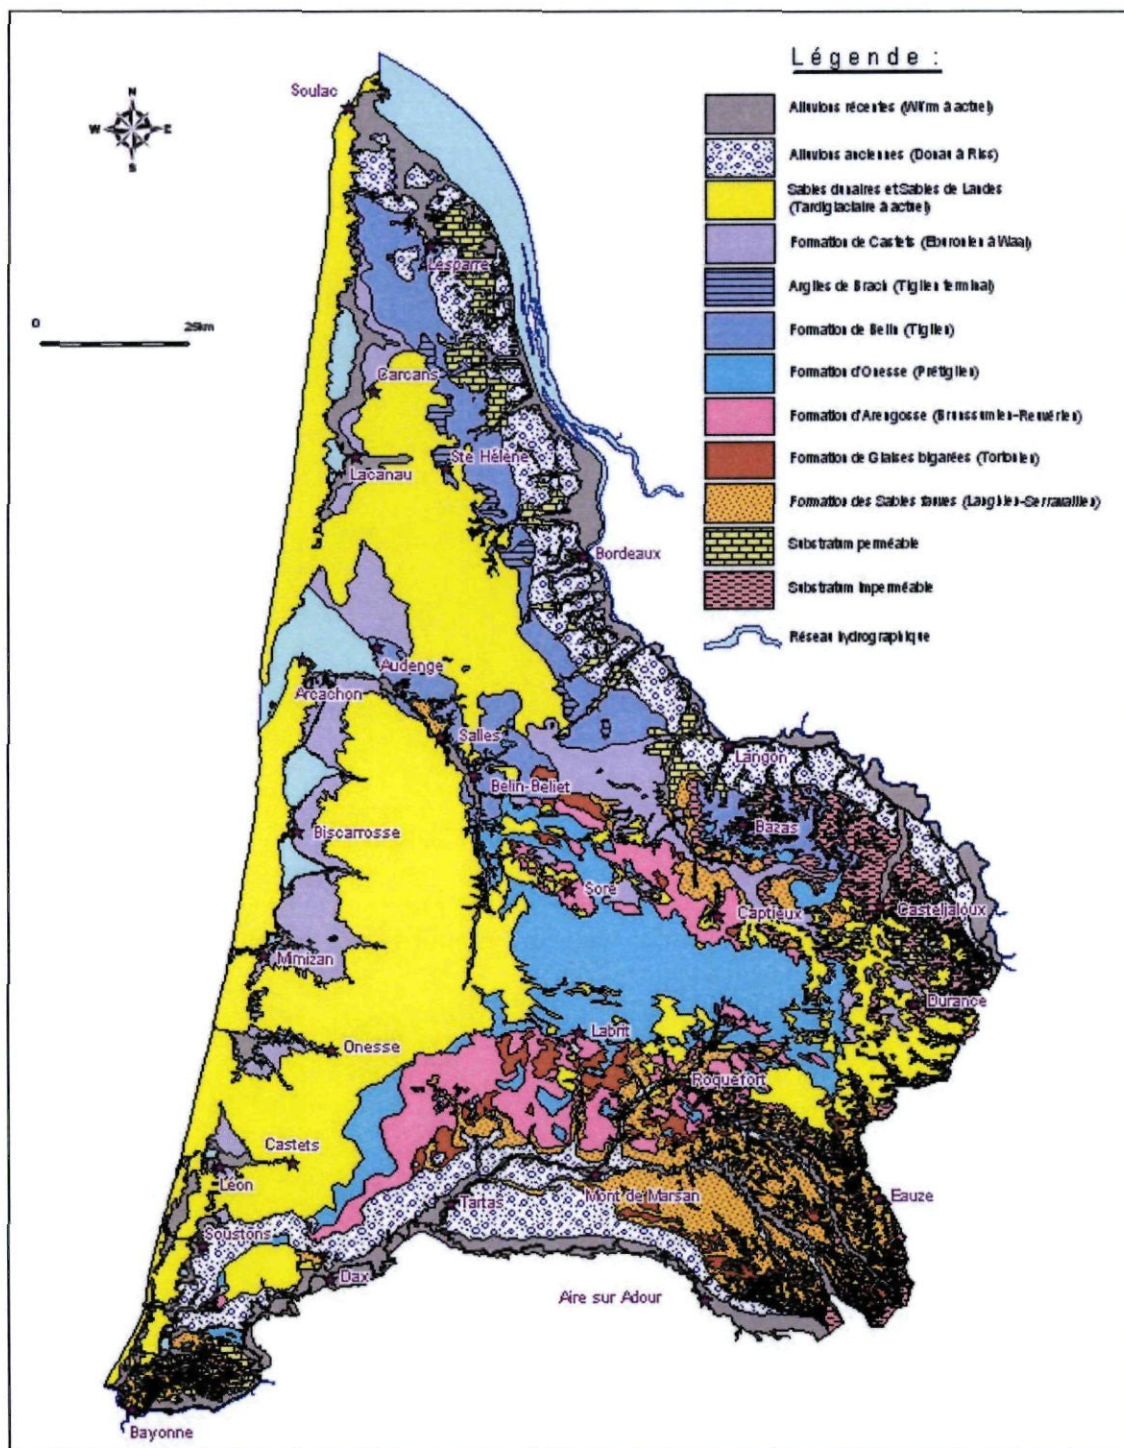 Légende :
N
W E
S
0 25km
Alluvions récentes (Würm à actuel)
Alluvions anciennes (Donau à Riss)
Sables dunaires et Sables de Landes
(Tardiglaciaire à actuel)
Formation de Castets (Eburonien à Waal)
Argiles de Brach (Tiglien terminal)
Formation de Belin (Tiglien)
Formation d'Onesse (Prétiglien)
Formation d'Arengosse (Brunssumien-Reuvérien)
Formation de Glaises bigarées (Tortonien)
Formation des Sables fauves (Langhien-Serravallien)
Substratum perméable
Substratum imperméable
Réseau hydrographique
Soulac
Lesparre
Carcans
Ste Hélène
Lacanau
Bordeaux
Audenge
Arcachon
Salles
Langon
Belin-Beliet
Biscarrosse
Bazas
Sore
Captieux
Casteljaloux
Mimizan
Durance
Labrit
Onesse
Roquefort
Castets
Léon
Mont de Marsan
Eauze
Tartas
Soustons
Dax
Aire sur Adour
Bayonne